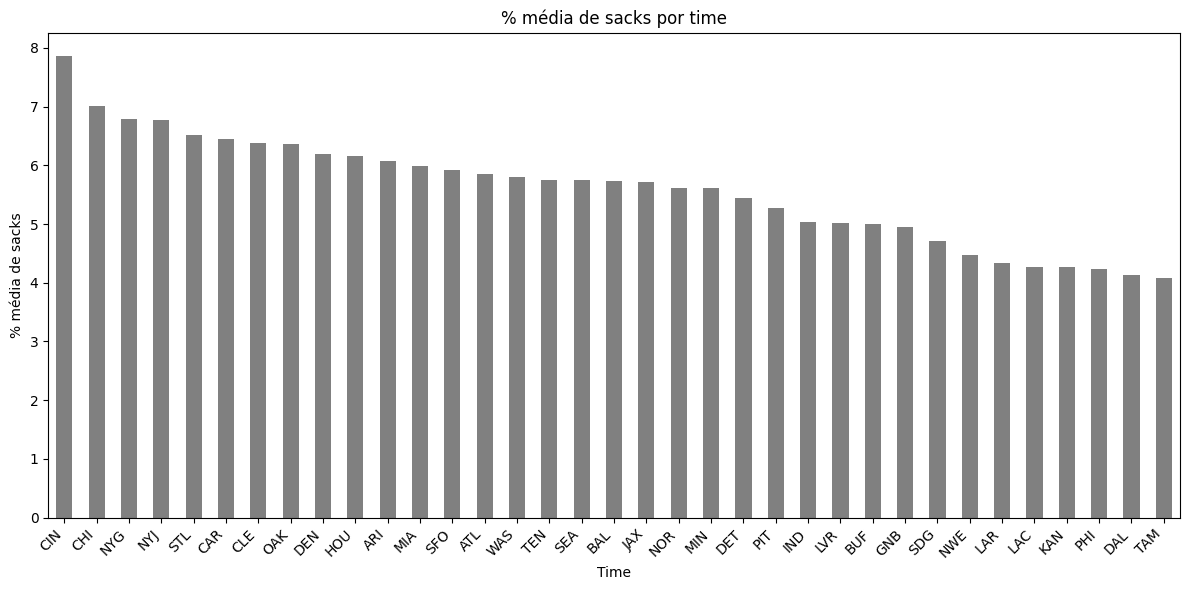 % média de sacks por time
% média de sacks
8
7
6
5
4
3
2
1
0
CIN CHI NYG NYJ STL CAR CLE OAK DEN HOU ARI MIA SFO ATL WAS TEN SEA BAL JAX NOR MIN DET PIT IND LVR BUF GNB SDG NWE LAR LAC KAN PHI DAL TAM
Time